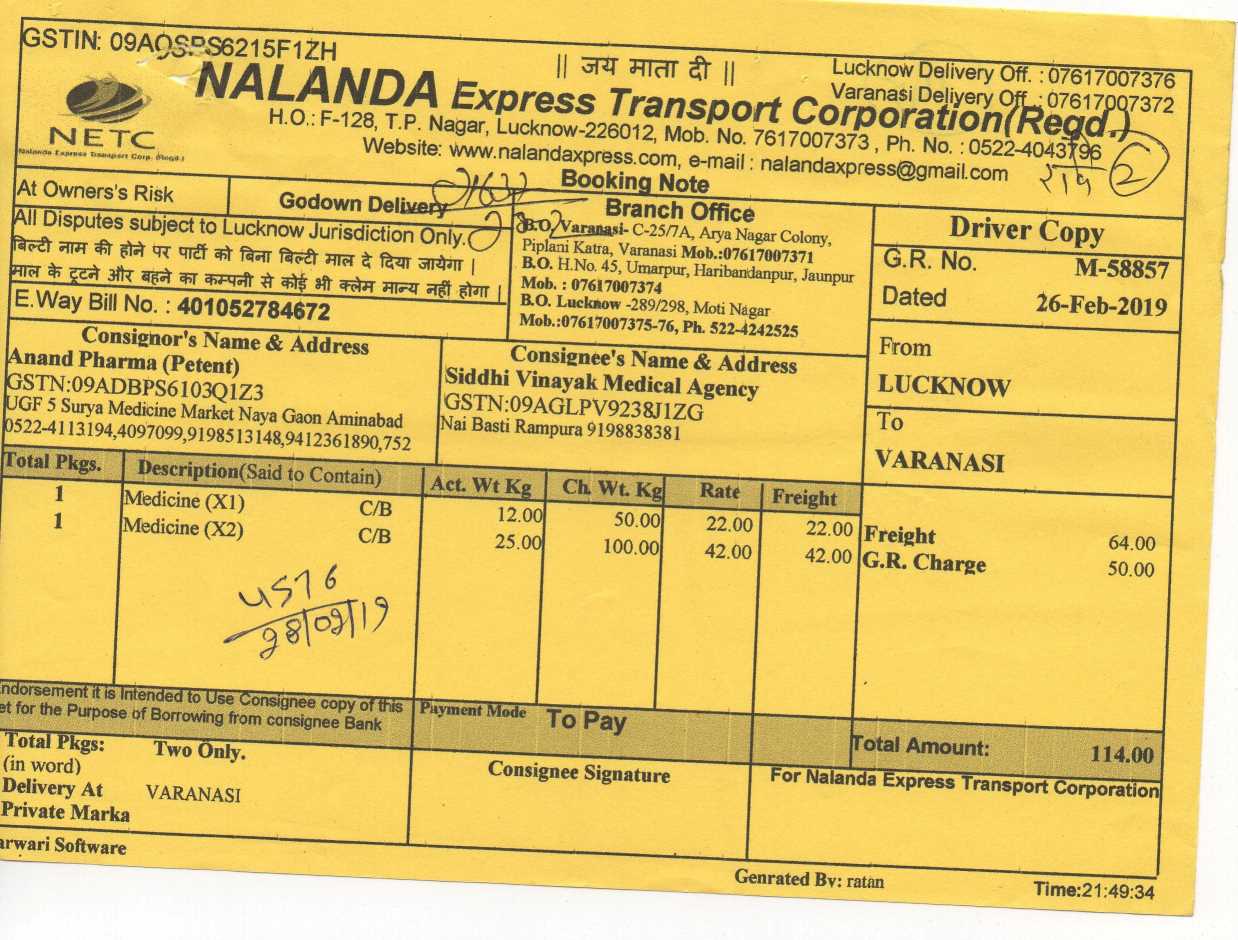 GSTIN: 09AQSPS6215F1ZH
|| जय माता दी ||
Lucknow Delivery Off. : 07617007376
Varanasi Delivery Off. : 07617007372
NETC
Nalanda Express Transport Corp. (Regd.)
NALANDA Express Transport Corporation(Regd.)
H.O.: F-128, T.P. Nagar, Lucknow-226012, Mob. No. 7617007373 , Ph. No. : 0522-4043796
Website: www.nalandaxpress.com, e-mail : nalandaxpress@gmail.com
2
Booking Note
At Owners's Risk
Godown Delivery
All Disputes subject to Lucknow Jurisdiction Only.
बिल्टी नाम की होने पर पार्टी को बिना बिल्टी माल दे दिया जायेगा |
माल के टूटने और बहने का कम्पनी से कोई भी क्लेम मान्य नहीं होगा |
E.Way Bill No. : 401052784672
Branch Office
B.O. Varanasi- C-25/7A, Arya Nagar Colony,
Piplani Katra, Varanasi Mob.:07617007371
B.O. H.No. 45, Umarpur, Haribandanpur, Jaunpur
Mob. : 07617007374
B.O. Lucknow -289/298, Moti Nagar
Mob.:07617007375-76, Ph. 522-4242525
Driver Copy
G.R. No. M-58857
Dated 26-Feb-2019
From
LUCKNOW
To
VARANASI
Consignor's Name & Address
Anand Pharma (Petent)
GSTN:09ADBPS6103Q1Z3
UGF 5 Surya Medicine Market Naya Gaon Aminabad
0522-4113194,4097099,9198513148,9412361890,752
Consignee's Name & Address
Siddhi Vinayak Medical Agency
GSTN:09AGLPV9238J1ZG
Nai Basti Rampura 9198838381
Total Pkgs. Description(Said to Contain) Act. Wt Kg Ch. Wt. Kg Rate Freight
1 Medicine (X1) C/B 12.00 50.00 22.00 22.00
1 Medicine (X2) C/B 25.00 100.00 42.00 42.00
Freight 64.00
G.R. Charge 50.00
4576
28/02/19
ndorsement it is Intended to Use Consignee copy of this
et for the Purpose of Borrowing from consignee Bank
Payment Mode To Pay
Total Amount: 114.00
Total Pkgs: Two Only.
(in word)
Delivery At VARANASI
Private Marka
Consignee Signature
For Nalanda Express Transport Corporation
arwari Software
Genrated By: ratan
Time:21:49:34